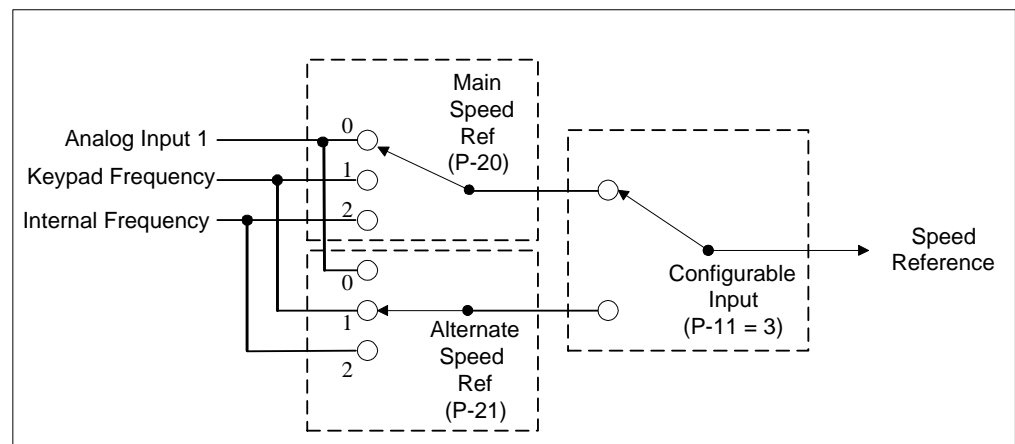 Main
Speed
Ref
(P-20)
Analog Input 1
Keypad Frequency
Internal Frequency
0
1
2
0
1
2
Alternate
Speed
Ref
(P-21)
Configurable
Input
(P-11 = 3)
Speed
Reference